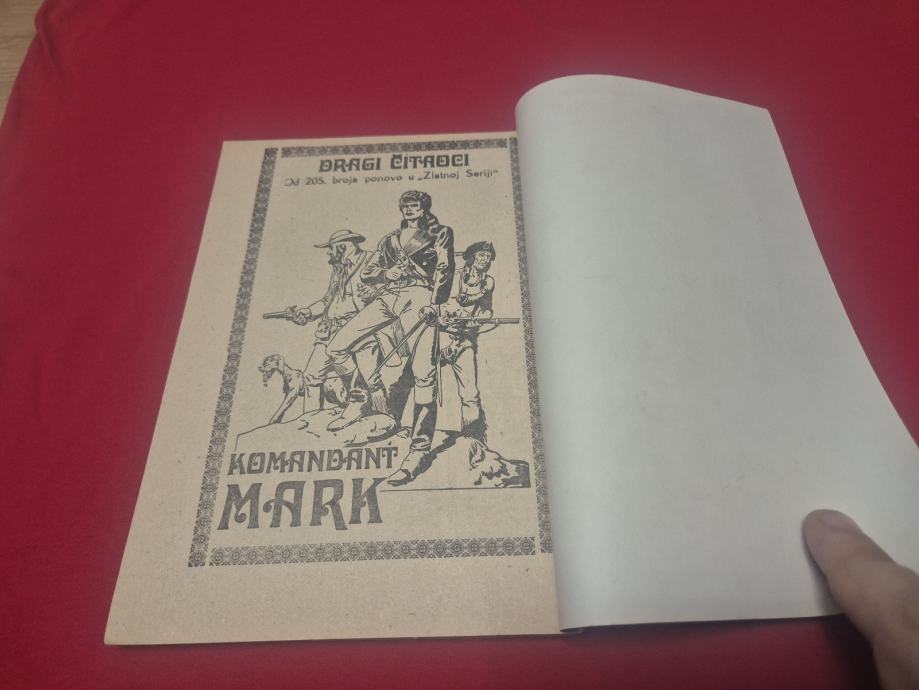 DRAGI ČITAOCI
Od 205. broja ponovo u „Zlatnoj Seriji“
KOMANDANT
MARK